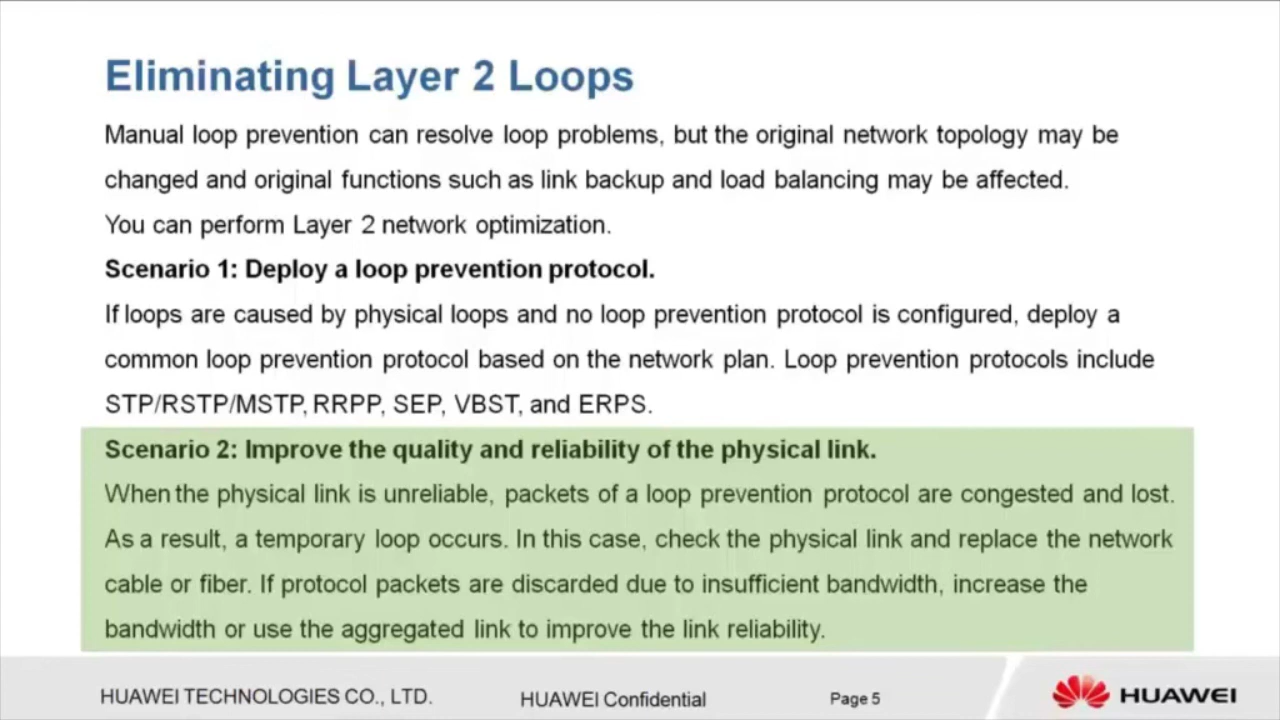 Eliminating Layer 2 Loops
Manual loop prevention can resolve loop problems, but the original network topology may be
changed and original functions such as link backup and load balancing may be affected.
You can perform Layer 2 network optimization.
Scenario 1: Deploy a loop prevention protocol.
If loops are caused by physical loops and no loop prevention protocol is configured, deploy a
common loop prevention protocol based on the network plan. Loop prevention protocols include
STP/RSTP/MSTP, RRPP, SEP, VBST, and ERPS.
Scenario 2: Improve the quality and reliability of the physical link.
When the physical link is unreliable, packets of a loop prevention protocol are congested and lost.
As a result, a temporary loop occurs. In this case, check the physical link and replace the network
cable or fiber. If protocol packets are discarded due to insufficient bandwidth, increase the
bandwidth or use the aggregated link to improve the link reliability.
HUAWEI TECHNOLOGIES CO., LTD.
HUAWEI Confidential
Page 5
HUAWEI